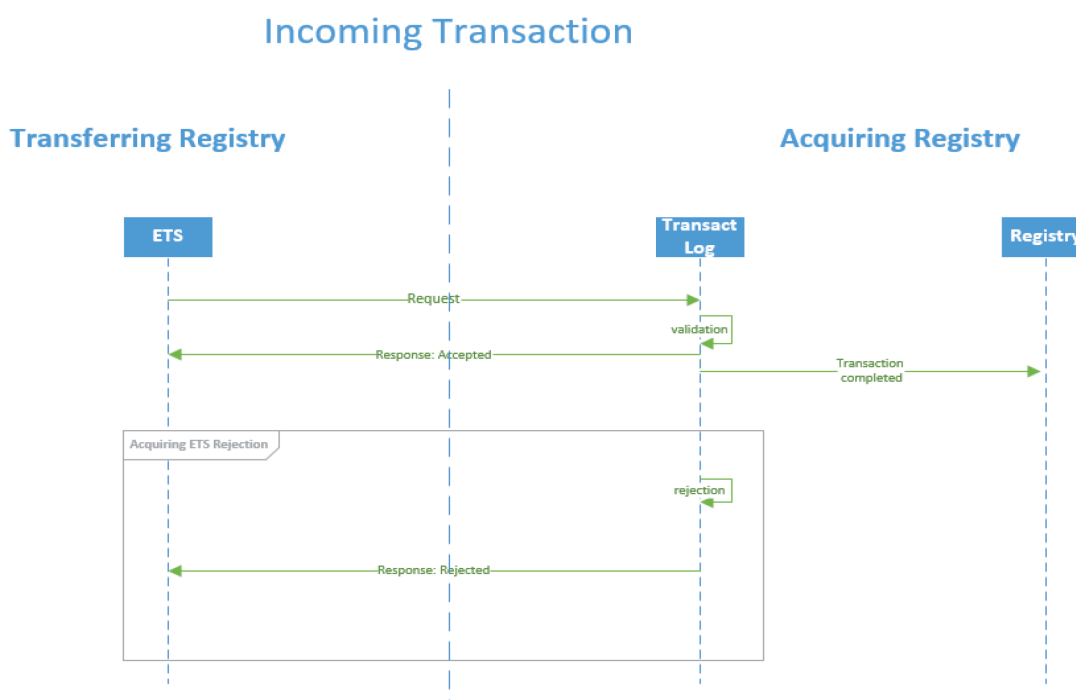 Incoming Transaction
Transferring Registry
Acquiring Registry
ETS
Transact
Log
Registry
Request
validation
Response: Accepted
Transaction
completed
Acquiring ETS Rejection
rejection
Response: Rejected